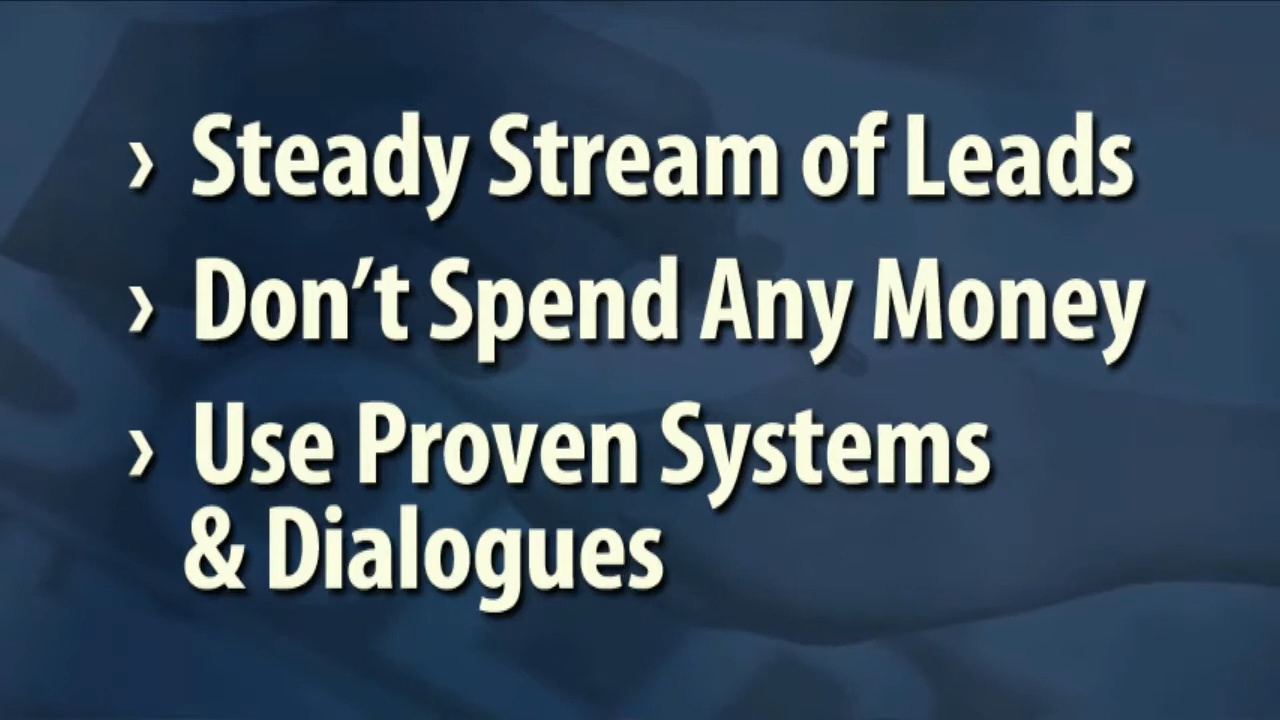 › Steady Stream of Leads
› Don’t Spend Any Money
› Use Proven Systems
& Dialogues